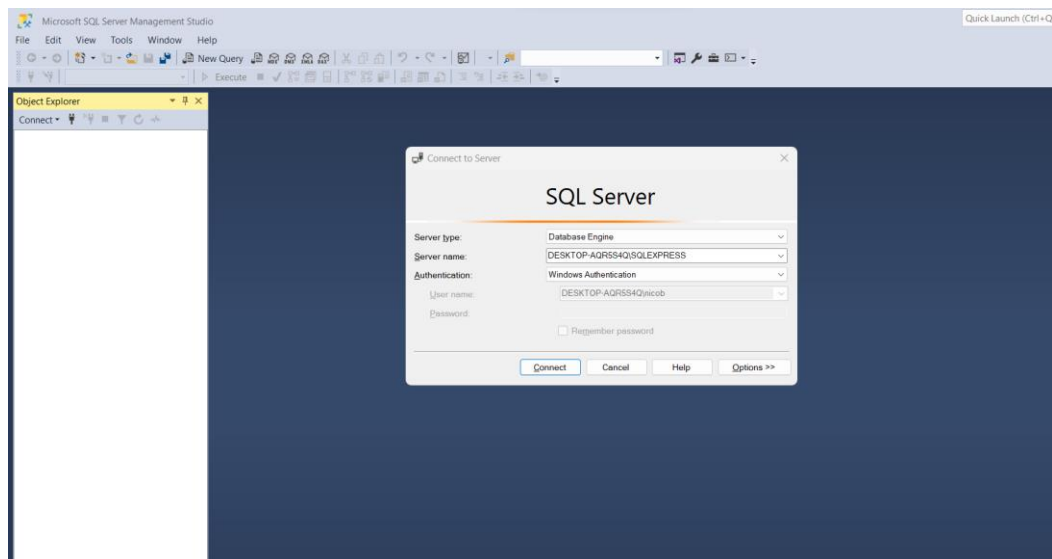 Microsoft SQL Server Management Studio
Quick Launch (Ctrl+Q
File Edit View Tools Window Help
New Query
Execute
Object Explorer
Connect
Connect to Server
SQL Server
Server type: Database Engine
Server name: DESKTOP-AQR5S4Q\SQLEXPRESS
Authentication: Windows Authentication
User name: DESKTOP-AQR5S4Q\nicob
Password:
Remember password
Connect Cancel Help Options >>